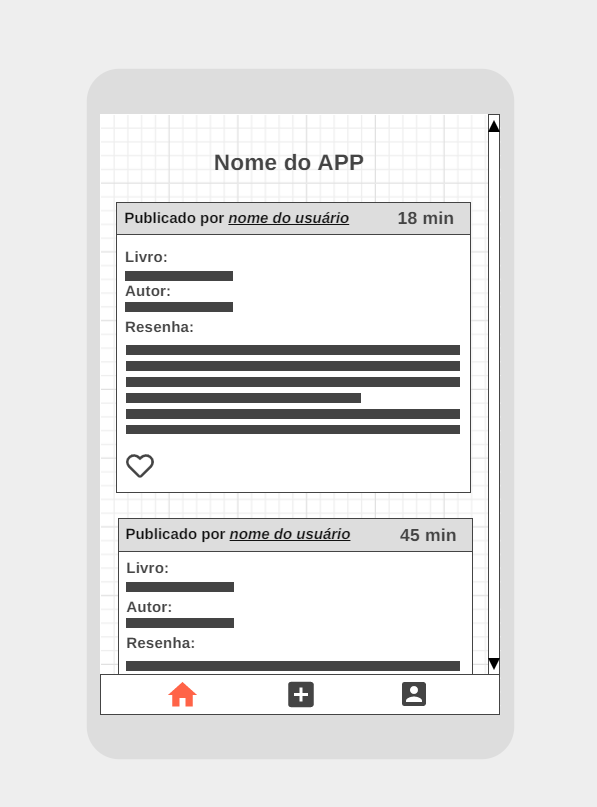 Nome do APP
Publicado por nome do usuário 18 min
Livro:
Autor:
Resenha:
Publicado por nome do usuário 45 min
Livro:
Autor:
Resenha: